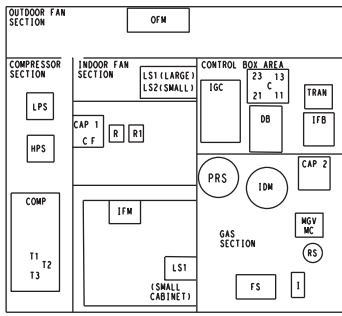 OUTDOOR FAN
SECTION
OFM
COMPRESSOR
SECTION
LPS
HPS
COMP
T1
T2
T3
INDOOR FAN
SECTION
LS1(LARGE)
LS2(SMALL)
CAP 1
C F
R
R1
IFM
LS1
(SMALL
CABINET)
CONTROL BOX AREA
IGC
23 13
C
21 11
TRAN
DB
IFB
PRS
IDM
CAP 2
GAS
SECTION
MGV
MC
RS
FS
I